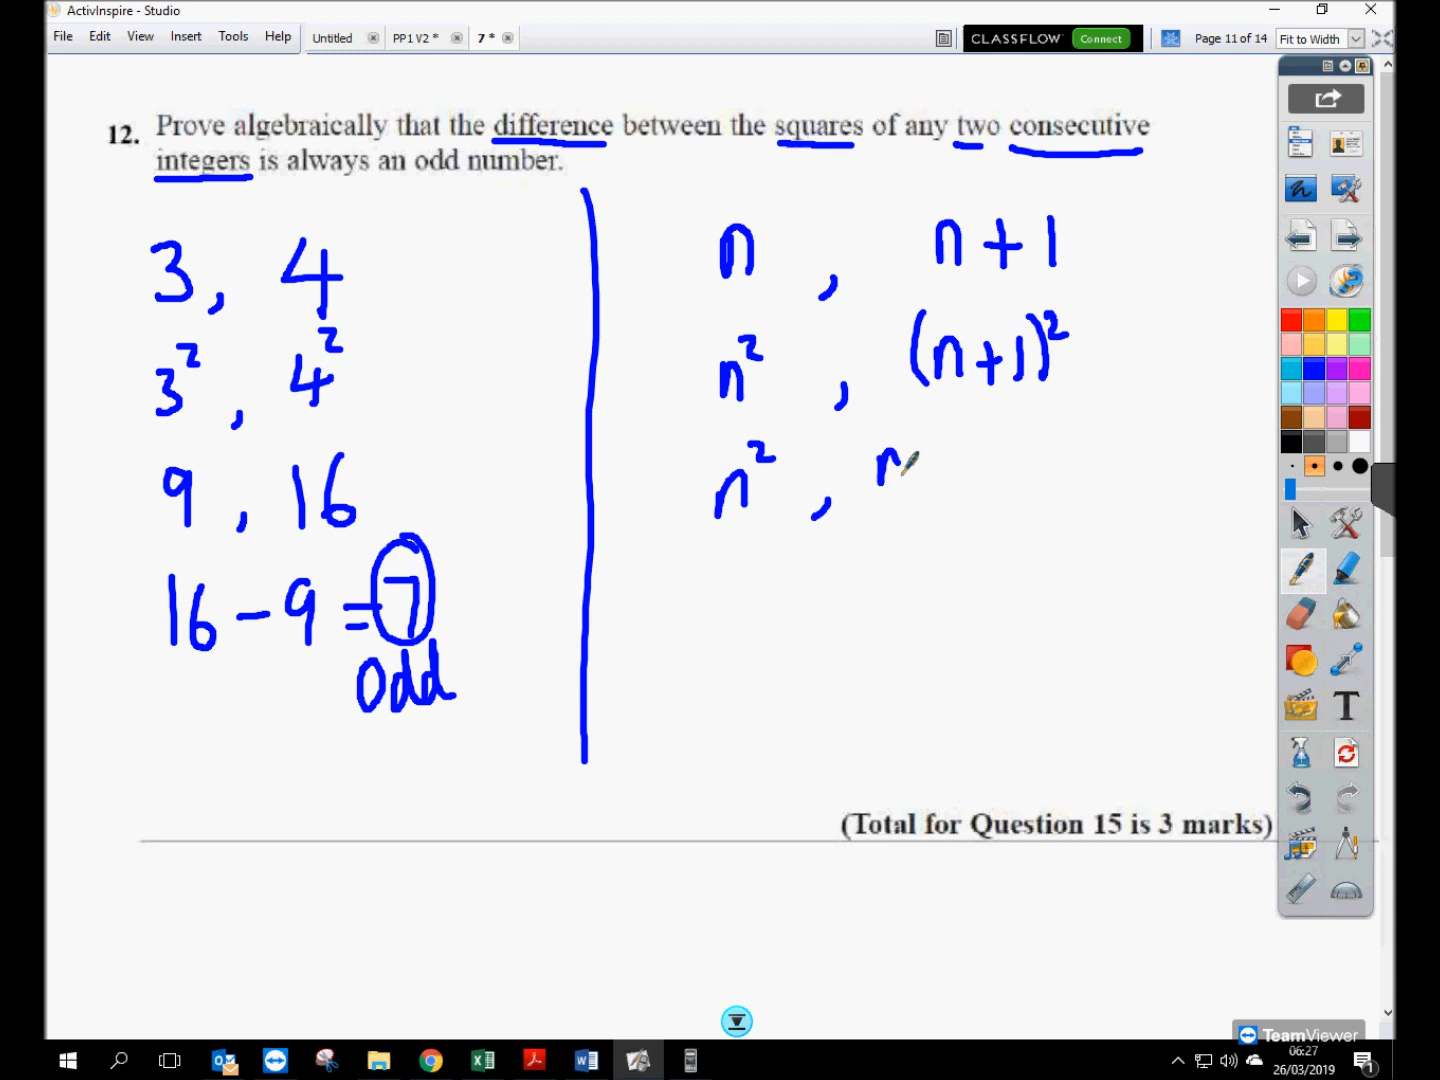 ActivInspire - Studio
File Edit View Insert Tools Help Untitled PP1 V2 * 7 * CLASSFLOW Connect Page 11 of 14 Fit to Width
12. Prove algebraically that the difference between the squares of any two consecutive
integers is always an odd number.
3, 4
3², 4²
9, 16
16 - 9 = 7
Odd
n, n+1
n², (n+1)²
n², n
(Total for Question 15 is 3 marks)
TeamViewer
06:27
26/03/2019